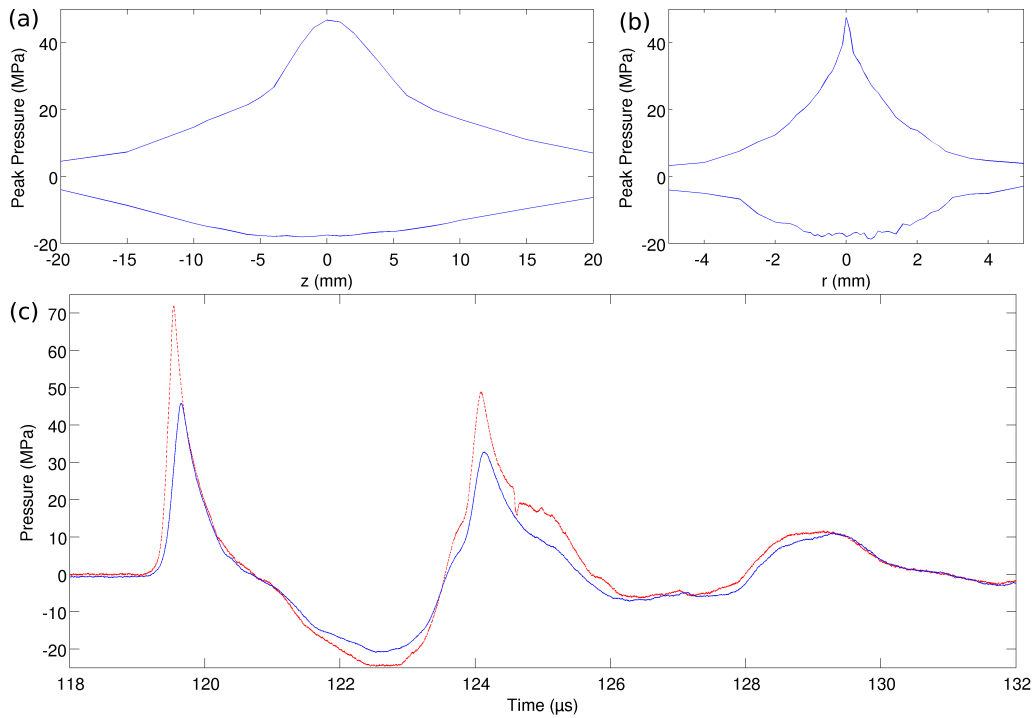 (a)
Peak Pressure (MPa)
40
20
0
-20
-20 -15 -10 -5 0 5 10 15 20
z (mm)
(b)
Peak Pressure (MPa)
40
20
0
-20
-4 -2 0 2 4
r (mm)
(c)
Pressure (MPa)
70
60
50
40
30
20
10
0
-10
-20
118 120 122 124 126 128 130 132
Time (µs)